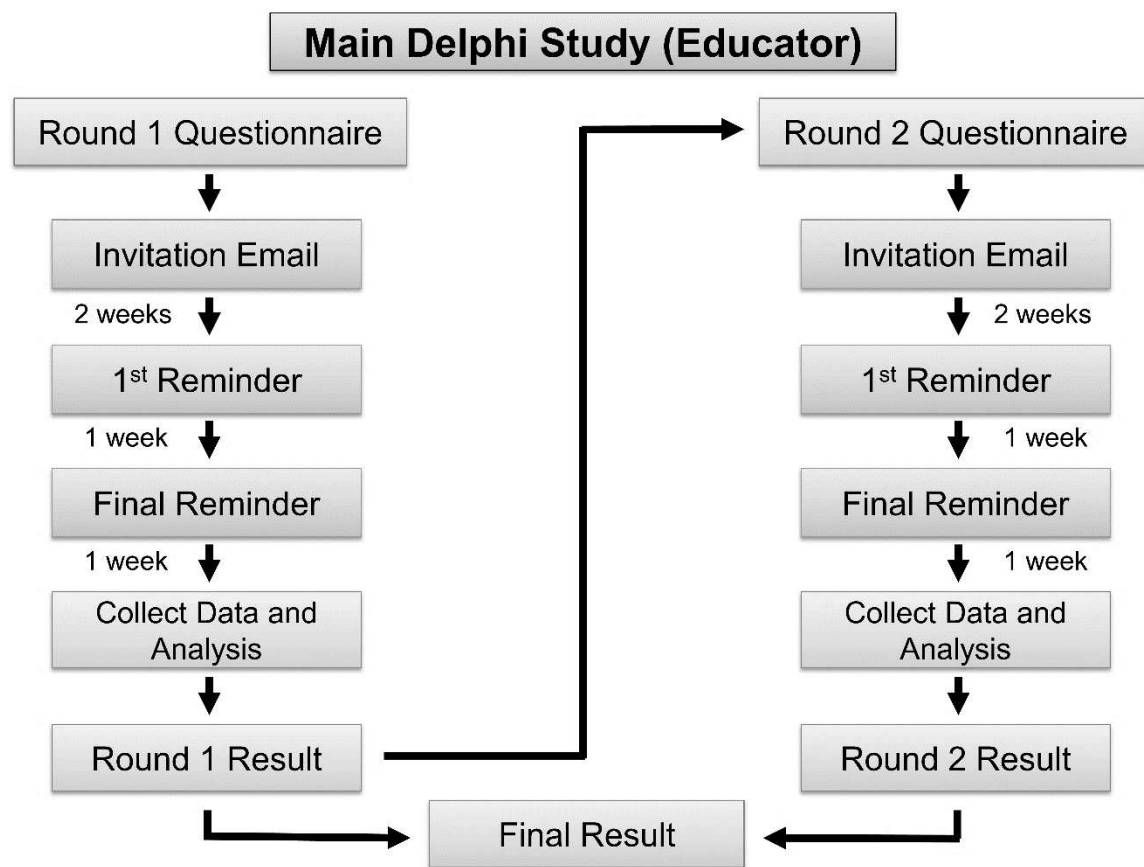 Main Delphi Study (Educator)
Round 1 Questionnaire
Invitation Email
2 weeks
1st Reminder
1 week
Final Reminder
1 week
Collect Data and
Analysis
Round 1 Result
Round 2 Questionnaire
Invitation Email
2 weeks
1st Reminder
1 week
Final Reminder
1 week
Collect Data and
Analysis
Round 2 Result
Final Result